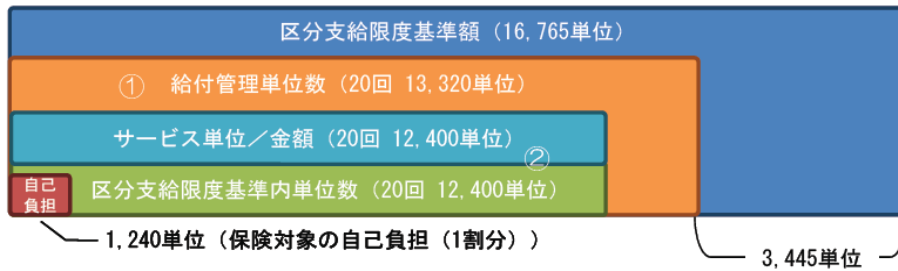 区分支給限度基準額（16,765単位）
① 給付管理単位数（20回 13,320単位）
サービス単位／金額（20回 12,400単位）
②
区分支給限度基準内単位数（20回 12,400単位）
自己
負担
1,240単位（保険対象の自己負担（1割分））
3,445単位